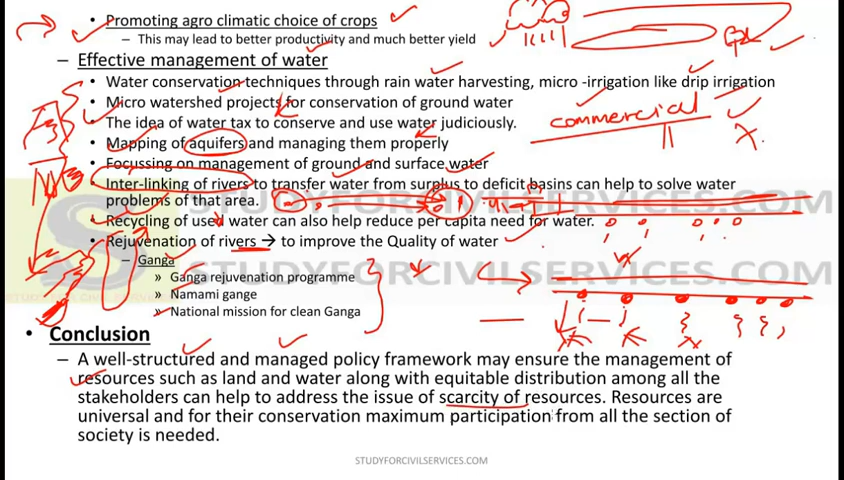 • Promoting agro climatic choice of crops
– This may lead to better productivity and much better yield
– Effective management of water
• Water conservation techniques through rain water harvesting, micro -irrigation like drip irrigation
• Micro watershed projects for conservation of ground water
• The idea of water tax to conserve and use water judiciously.
commercial
• Mapping of aquifers and managing them properly
• Focussing on management of ground and surface water
• Inter-linking of rivers to transfer water from surplus to deficit basins can help to solve water
problems of that area.
• Recycling of used water can also help reduce per capita need for water.
• Rejuvenation of rivers → to improve the Quality of water
– Ganga
» Ganga rejuvenation programme
» Namami gange
» National mission for clean Ganga
• Conclusion
– A well-structured and managed policy framework may ensure the management of
resources such as land and water along with equitable distribution among all the
stakeholders can help to address the issue of scarcity of resources. Resources are
universal and for their conservation maximum participation from all the section of
society is needed.
STUDYFORCIVILSERVICES.COM